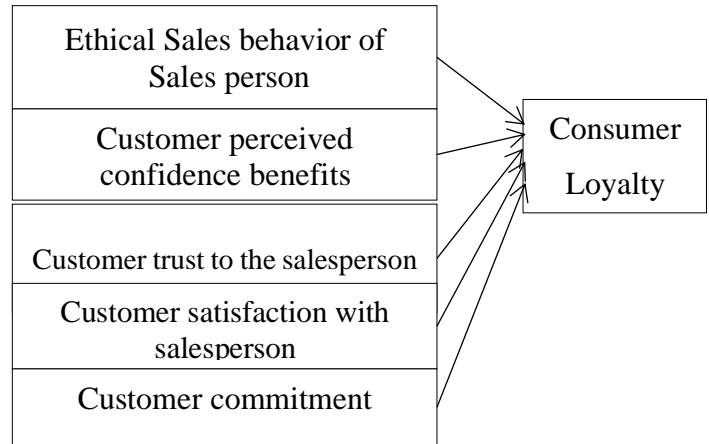 Ethical Sales behavior of
Sales person
Customer perceived
confidence benefits
Customer trust to the salesperson
Customer satisfaction with
salesperson
Customer commitment
Consumer
Loyalty